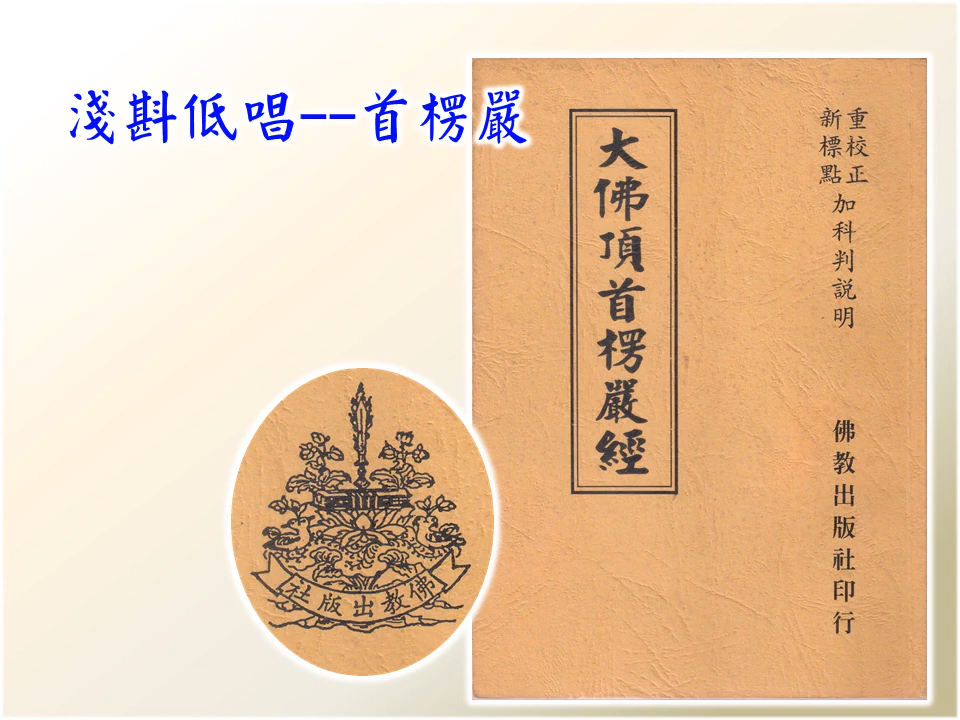 淺斟低唱--首楞嚴
重校正
新標點
加科判説明
大佛頂首楞嚴經
佛教出版社印行
佛教出版社